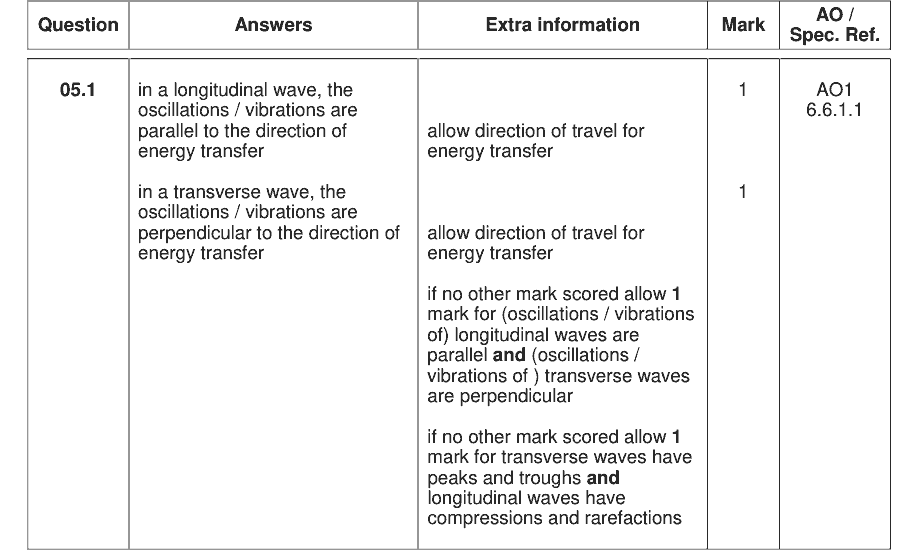 Question Answers Extra information Mark AO /
Spec. Ref.
05.1 in a longitudinal wave, the 1 AO1
oscillations / vibrations are 6.6.1.1
parallel to the direction of allow direction of travel for
energy transfer energy transfer
in a transverse wave, the 1
oscillations / vibrations are
perpendicular to the direction of allow direction of travel for
energy transfer energy transfer
if no other mark scored allow 1
mark for (oscillations / vibrations
of) longitudinal waves are
parallel and (oscillations /
vibrations of ) transverse waves
are perpendicular
if no other mark scored allow 1
mark for transverse waves have
peaks and troughs and
longitudinal waves have
compressions and rarefactions